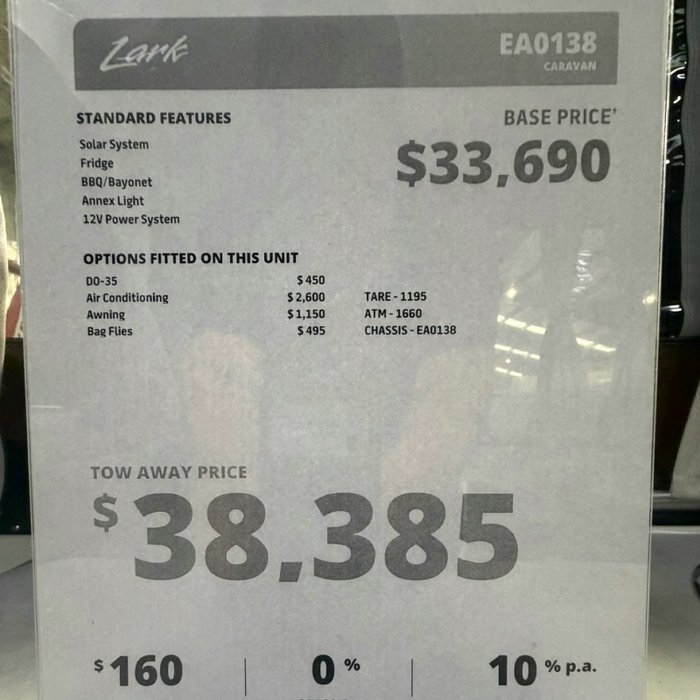 Lark
EA0138
CARAVAN
STANDARD FEATURES
Solar System
Fridge
BBQ/Bayonet
Annex Light
12V Power System
BASE PRICE†
$33,690
OPTIONS FITTED ON THIS UNIT
DO-35 $ 450
Air Conditioning $ 2,600 TARE - 1195
Awning $ 1,150 ATM - 1660
Bag Flies $ 495 CHASSIS - EA0138
TOW AWAY PRICE
$38,385
$160 | 0 % | 10 % p.a.